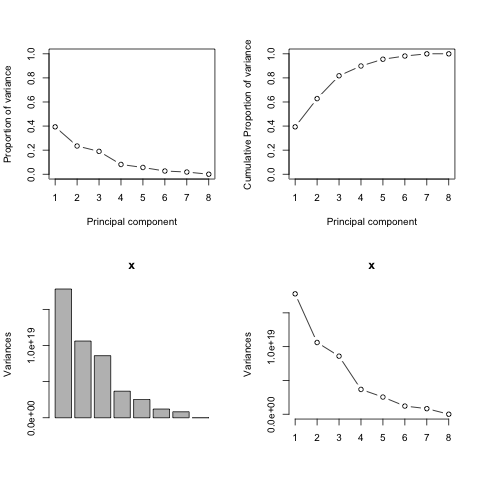 Proportion of variance
1.0
0.8
0.6
0.4
0.2
0.0
1 2 3 4 5 6 7 8
Principal component
Cumulative Proportion of variance
1.0
0.8
0.6
0.4
0.2
0.0
1 2 3 4 5 6 7 8
Principal component
x
Variances
1.0e+19
0.0e+00
x
Variances
1.0e+19
0.0e+00
1 2 3 4 5 6 7 8